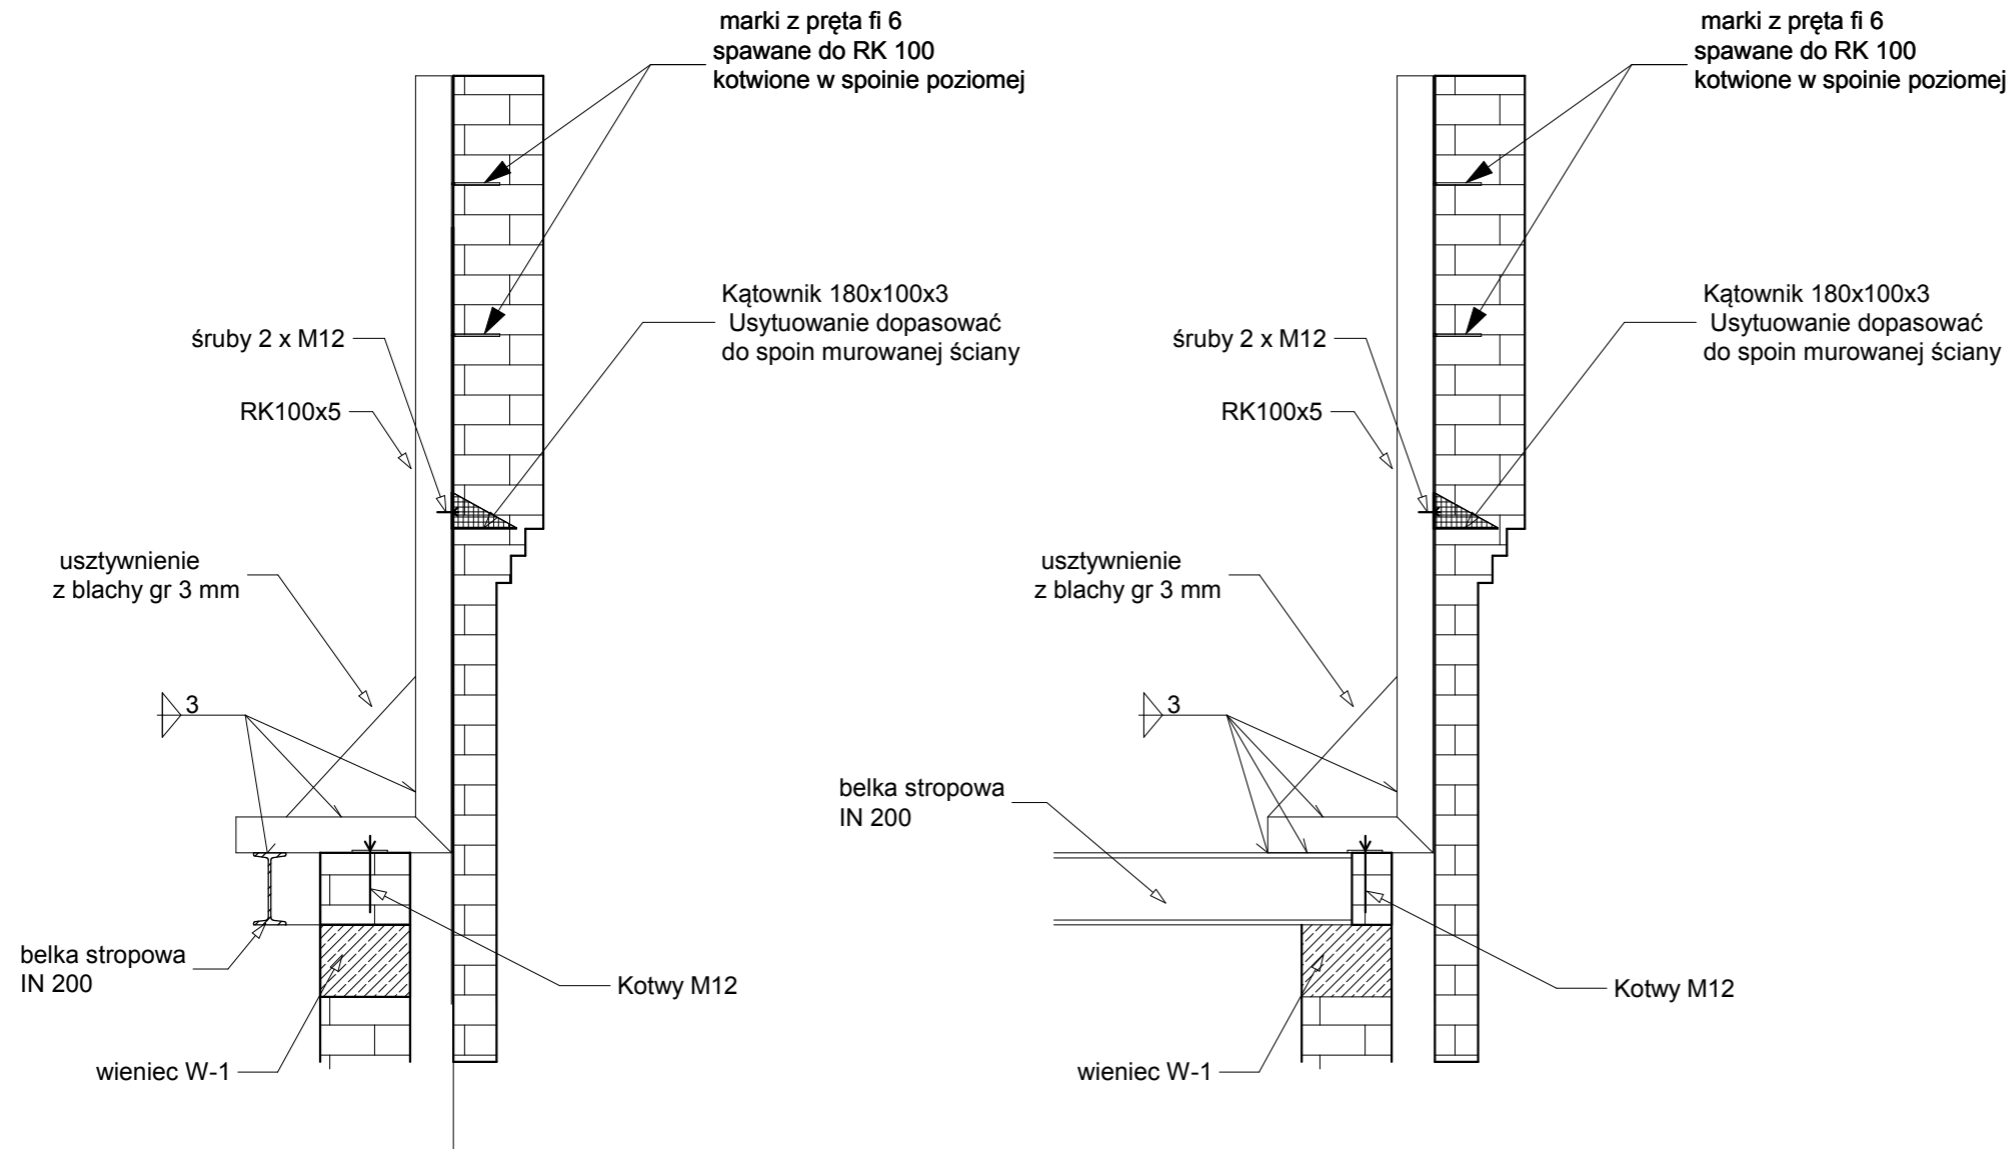 marki z pręta fi 6
spawane do RK 100
kotwione w spoinie poziomej
Kątownik 180x100x3
Usytuowanie dopasować
do spoin murowanej ściany
śruby 2 x M12
RK100x5
usztywnienie
z blachy gr 3 mm
3
belka stropowa
IN 200
Kotwy M12
wieniec W-1
marki z pręta fi 6
spawane do RK 100
kotwione w spoinie poziomej
Kątownik 180x100x3
Usytuowanie dopasować
do spoin murowanej ściany
śruby 2 x M12
RK100x5
usztywnienie
z blachy gr 3 mm
3
belka stropowa
IN 200
Kotwy M12
wieniec W-1